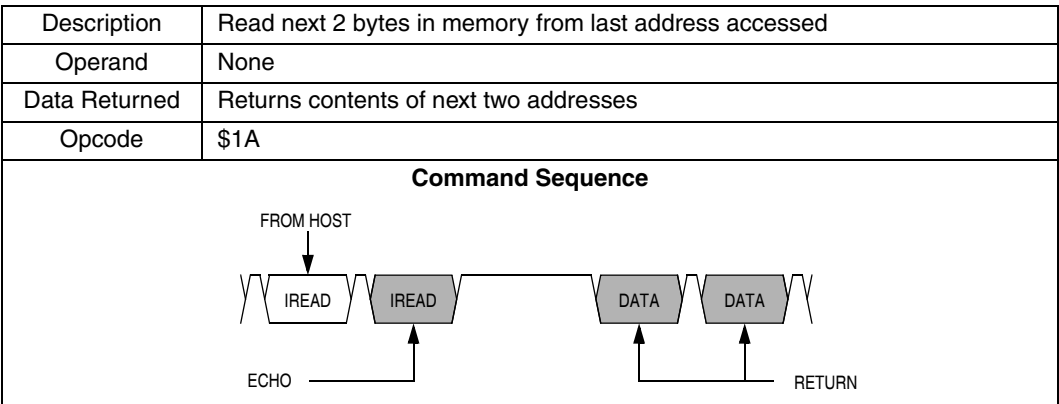 Description Read next 2 bytes in memory from last address accessed
Operand None
Data Returned Returns contents of next two addresses
Opcode $1A
Command Sequence
FROM HOST
IREAD IREAD DATA DATA
ECHO RETURN